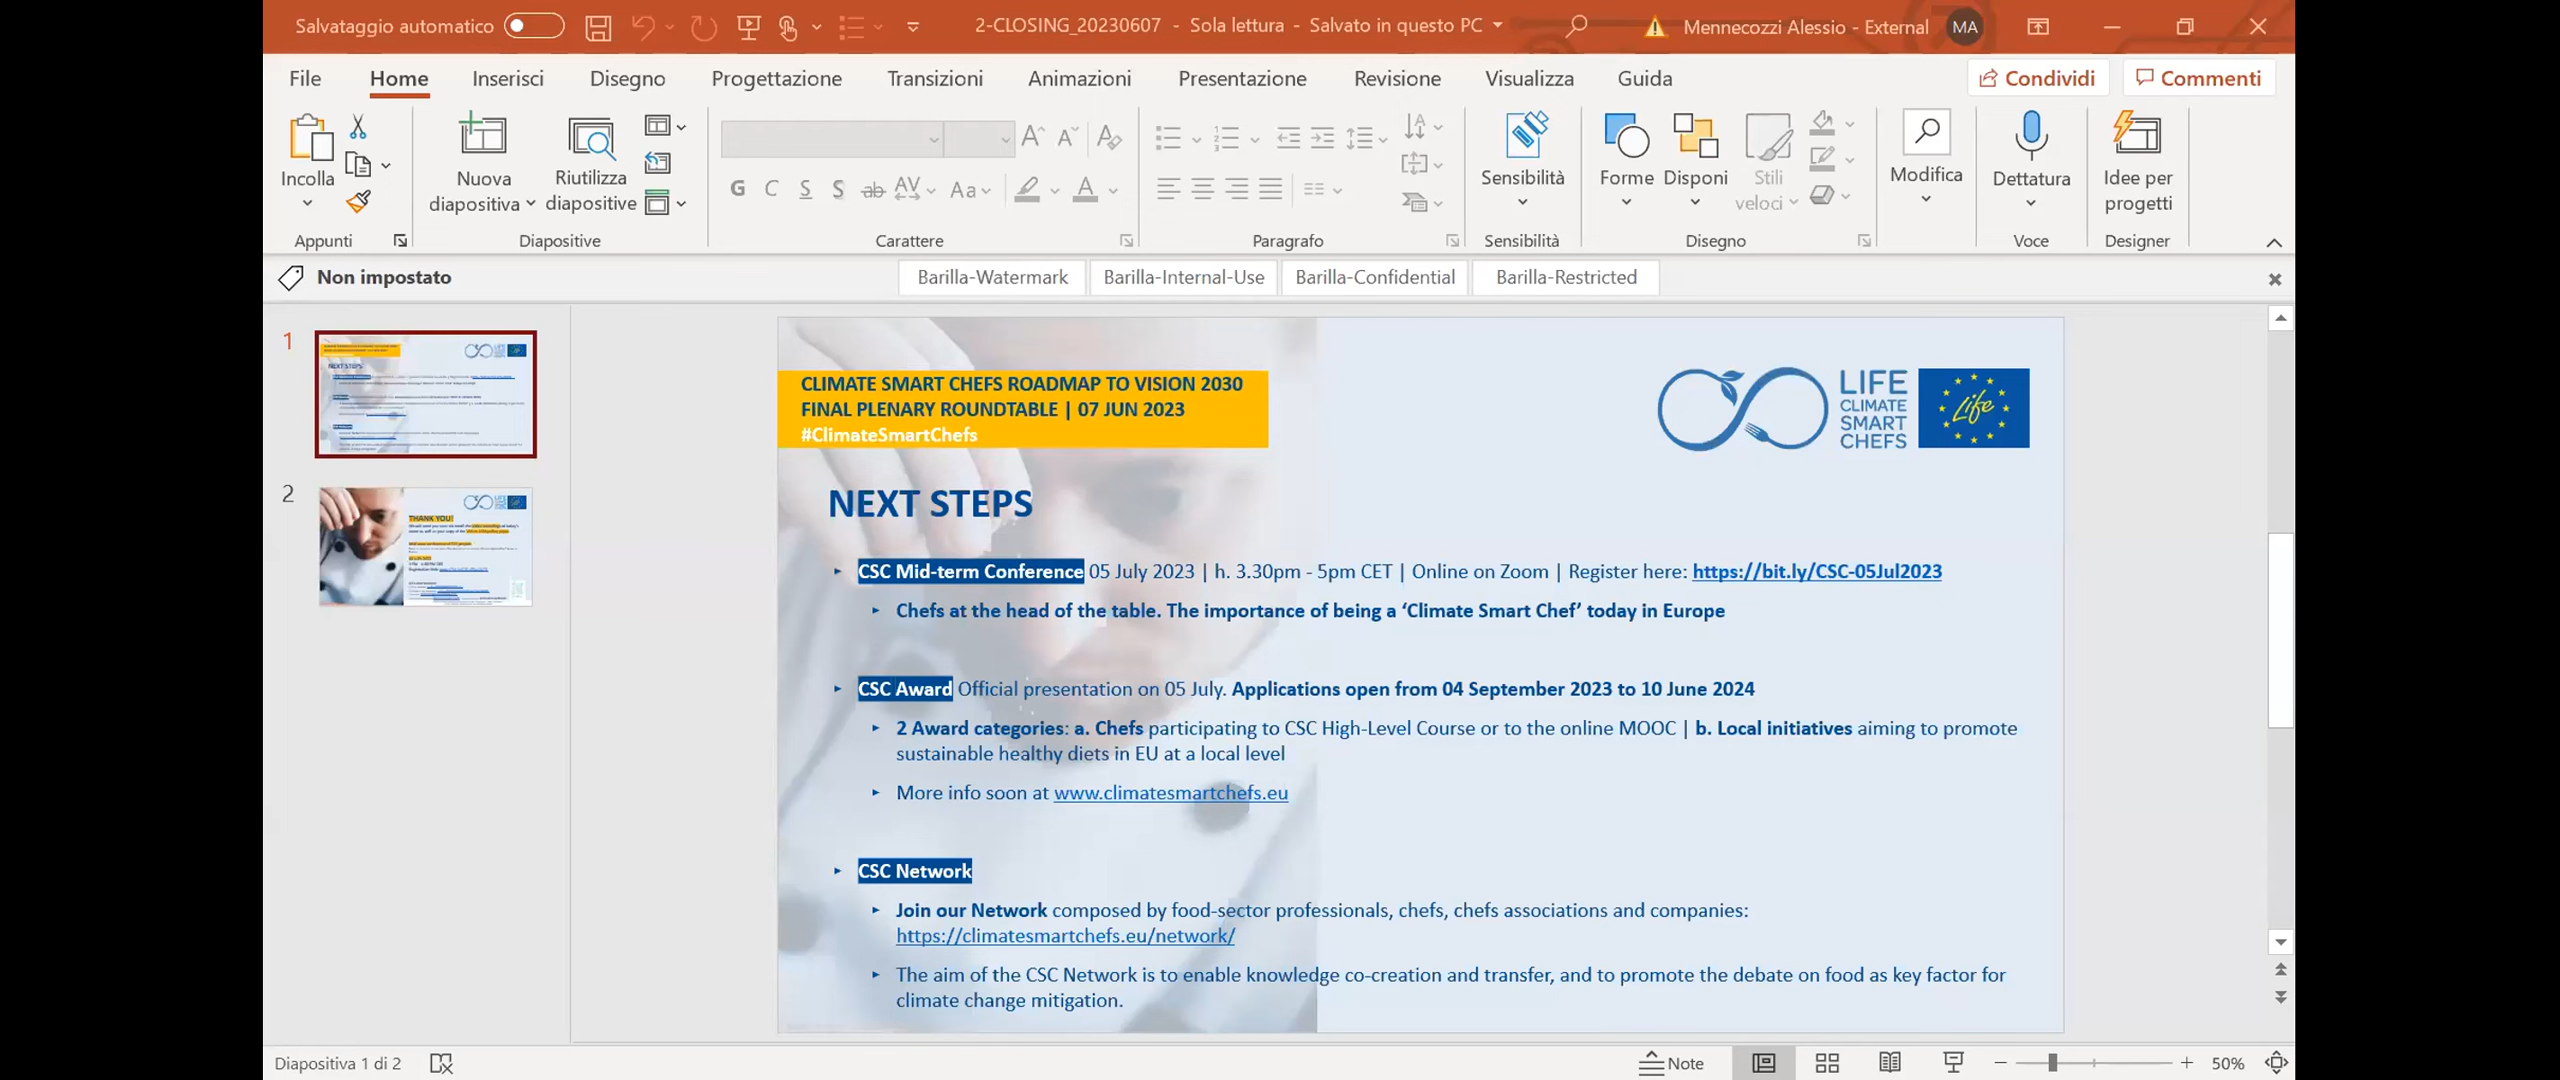 Salvataggio automatico
2-CLOSING_20230607 - Sola lettura - Salvato in questo PC
Mennecozzi Alessio - External
MA
File Home Inserisci Disegno Progettazione Transizioni Animazioni Presentazione Revisione Visualizza Guida
Condividi Commenti
Incolla
Nuova diapositiva
Riutilizza diapositive
Sensibilità
Forme
Disponi
Stili veloci
Modifica
Dettatura
Idee per progetti
Appunti Diapositive Carattere Paragrafo Sensibilità Disegno Voce Designer
Non impostato
Barilla-Watermark Barilla-Internal-Use Barilla-Confidential Barilla-Restricted
1
2
THANK YOU!
CLIMATE SMART CHEFS ROADMAP TO VISION 2030
FINAL PLENARY ROUNDTABLE | 07 JUN 2023
#ClimateSmartChefs
LIFE
CLIMATE
SMART
CHEFS
Life
NEXT STEPS
CSC Mid-term Conference 05 July 2023 | h. 3.30pm - 5pm CET | Online on Zoom | Register here: https://bit.ly/CSC-05Jul2023
Chefs at the head of the table. The importance of being a ‘Climate Smart Chef’ today in Europe
CSC Award Official presentation on 05 July. Applications open from 04 September 2023 to 10 June 2024
2 Award categories: a. Chefs participating to CSC High-Level Course or to the online MOOC | b. Local initiatives aiming to promote
sustainable healthy diets in EU at a local level
More info soon at www.climatesmartchefs.eu
CSC Network
Join our Network composed by food-sector professionals, chefs, chefs associations and companies:
https://climatesmartchefs.eu/network/
The aim of the CSC Network is to enable knowledge co-creation and transfer, and to promote the debate on food as key factor for
climate change mitigation.
Diapositiva 1 di 2
Note
50%